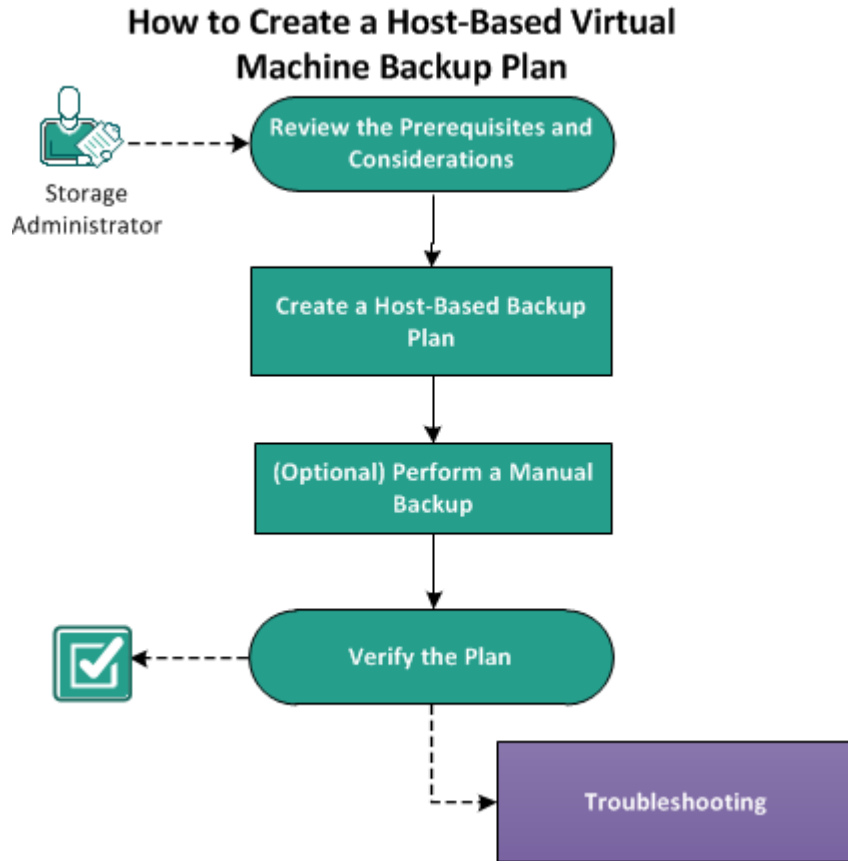 How to Create a Host-Based Virtual
Machine Backup Plan
Review the Prerequisites and
Considerations
Storage
Administrator
Create a Host-Based Backup
Plan
(Optional) Perform a Manual
Backup
Verify the Plan
Troubleshooting